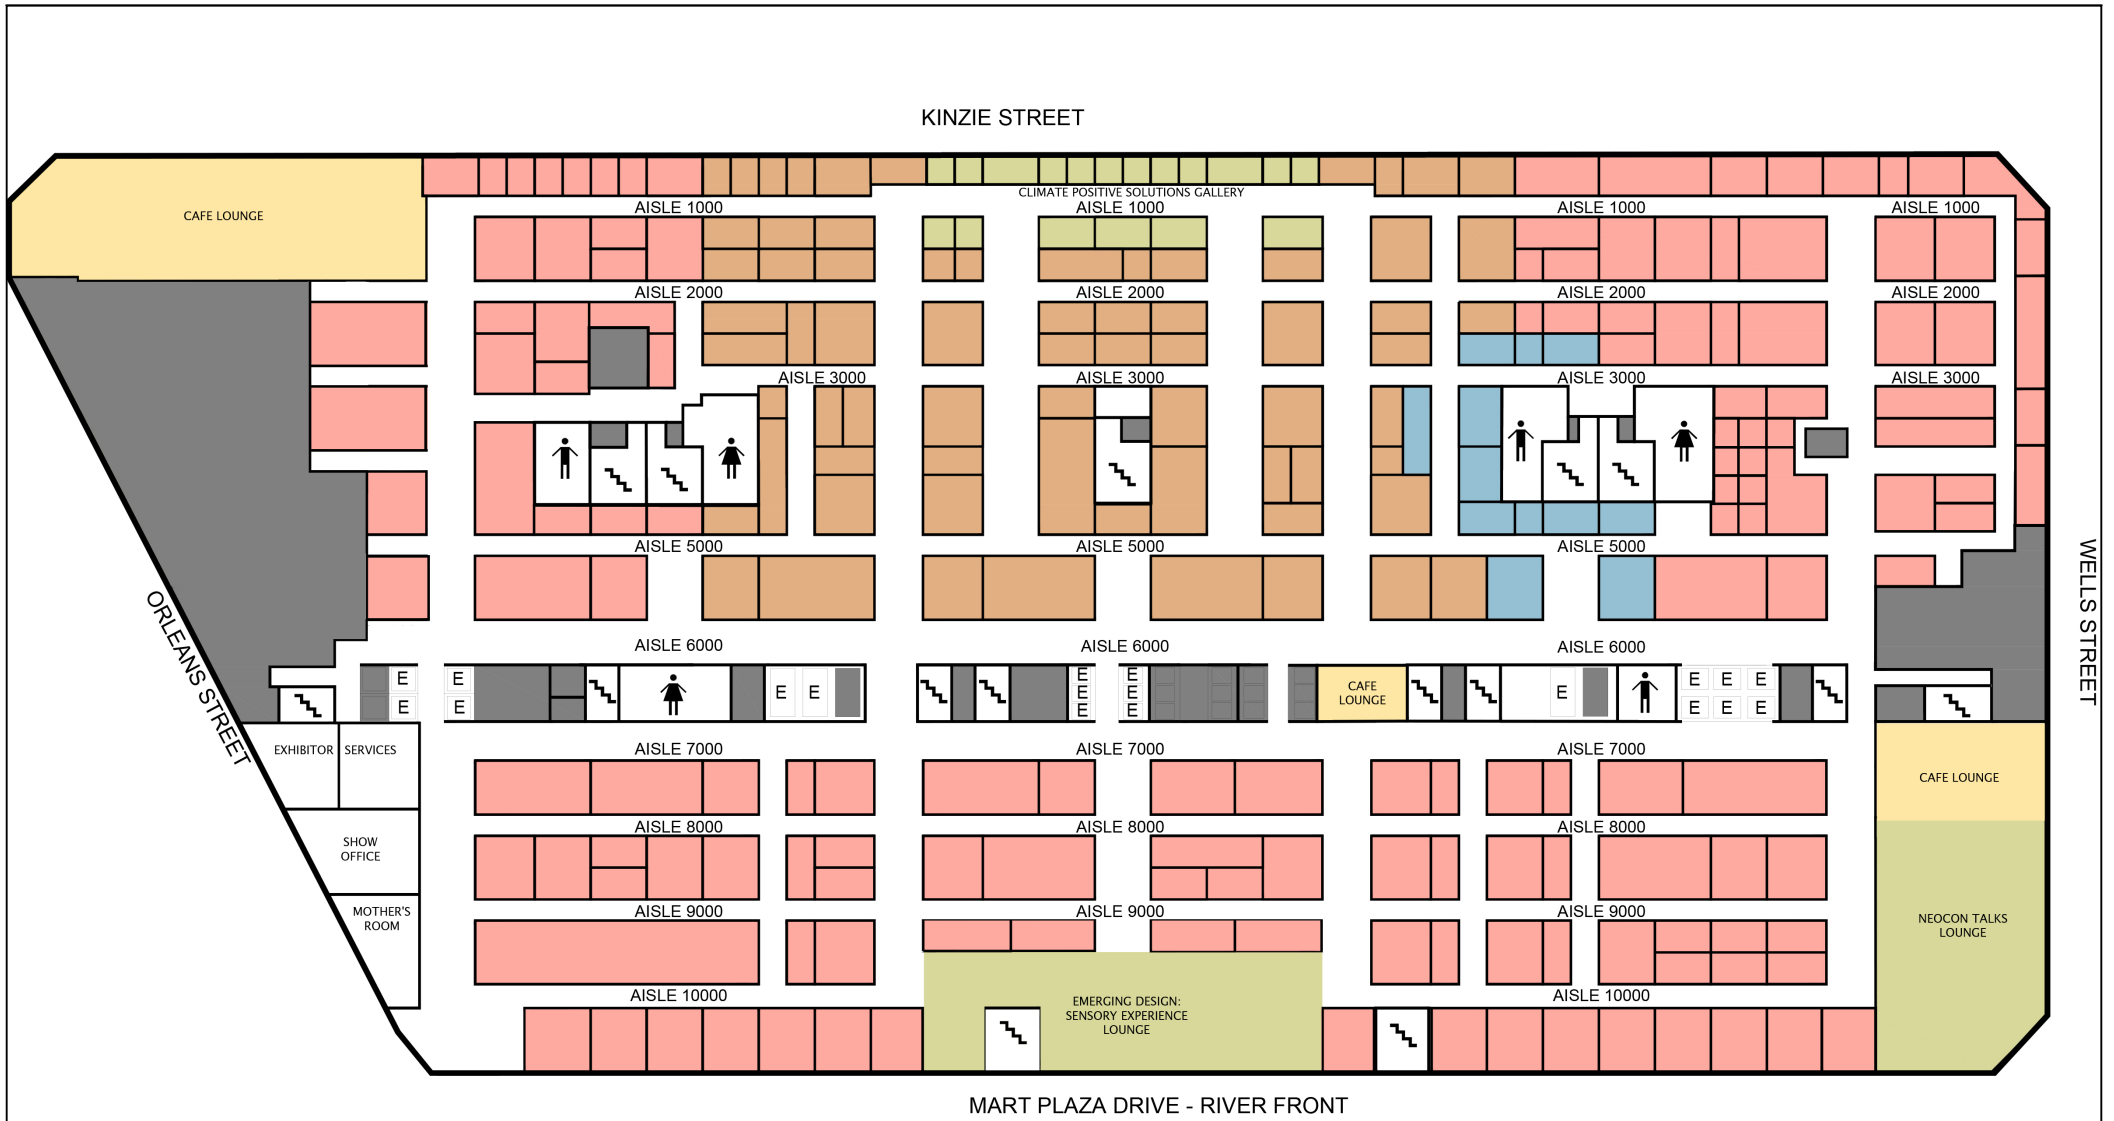 KINZIE STREET
CAFE LOUNGE
CLIMATE POSITIVE SOLUTIONS GALLERY
AISLE 1000
AISLE 1000
AISLE 1000
AISLE 1000
AISLE 2000
AISLE 2000
AISLE 2000
AISLE 2000
AISLE 3000
AISLE 3000
AISLE 3000
AISLE 3000
AISLE 5000
AISLE 5000
AISLE 5000
ORLEANS STREET
WELLS STREET
AISLE 6000
AISLE 6000
AISLE 6000
E
E
E
E
E
E
E
E
E
E
E
E
CAFE
LOUNGE
E
E
E
E
E
E
E
EXHIBITOR
SERVICES
AISLE 7000
AISLE 7000
AISLE 7000
CAFE LOUNGE
AISLE 8000
AISLE 8000
AISLE 8000
SHOW
OFFICE
AISLE 9000
AISLE 9000
AISLE 9000
MOTHER'S
ROOM
NEOCON TALKS
LOUNGE
AISLE 10000
AISLE 10000
EMERGING DESIGN:
SENSORY EXPERIENCE
LOUNGE
MART PLAZA DRIVE - RIVER FRONT